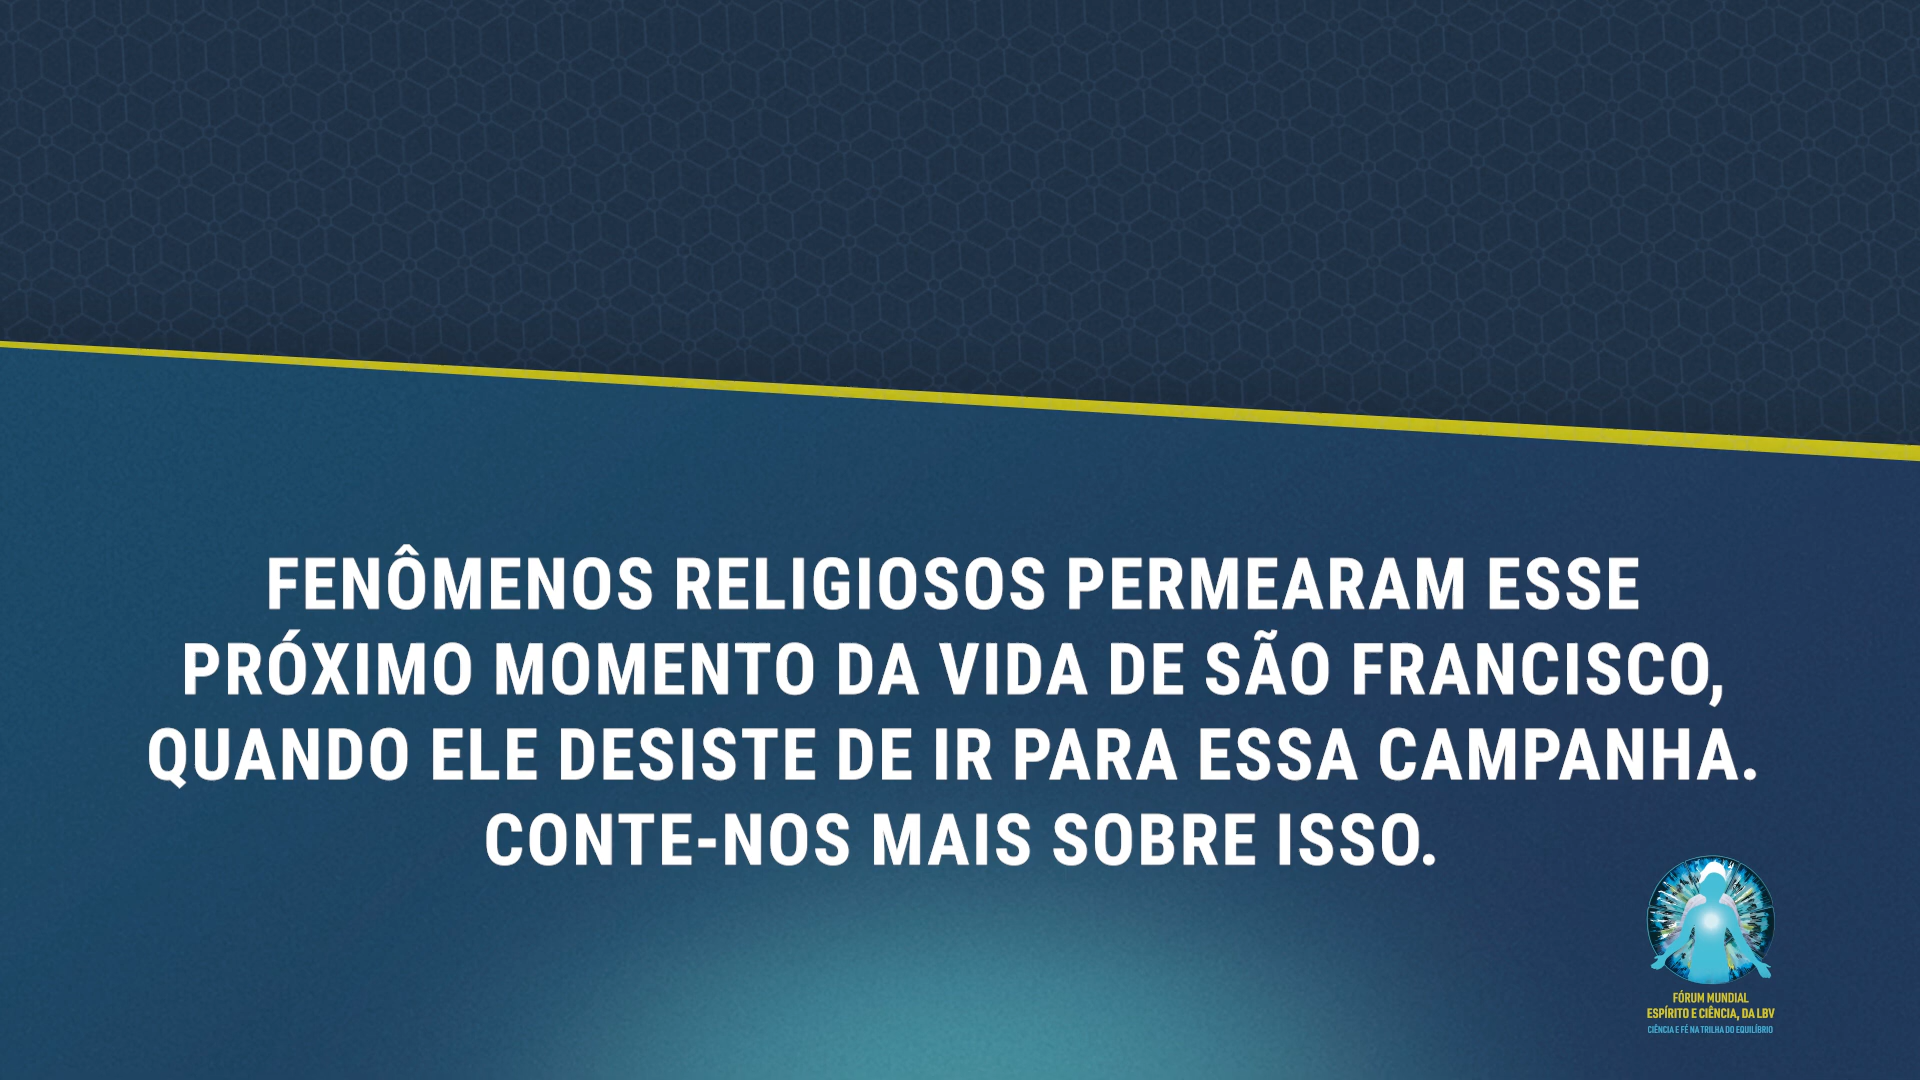 FENÔMENOS RELIGIOSOS PERMEARAM ESSE
PRÓXIMO MOMENTO DA VIDA DE SÃO FRANCISCO,
QUANDO ELE DESISTE DE IR PARA ESSA CAMPANHA.
CONTE-NOS MAIS SOBRE ISSO.
FÓRUM MUNDIAL
ESPÍRITO E CIÊNCIA, DA LBV
CIÊNCIA E FÉ NA TRILHA DO EQUILÍBRIO